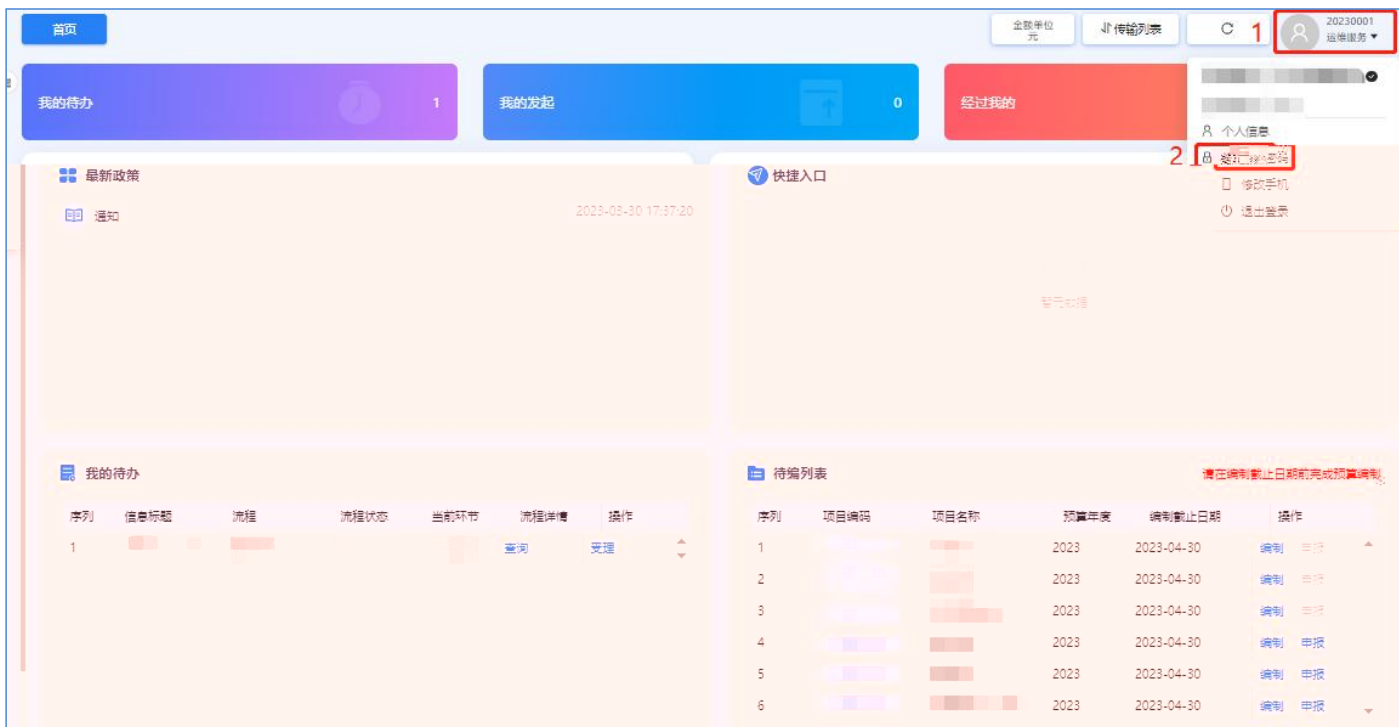 首页
金额单位
元
传输列表
1
20230001
运维服务
我的待办
1
我的发起
0
经过我的
个人信息
2
密码
修改手机
退出登录
最新政策
通知
2023-03-30 17:37:20
快捷入口
暂无数据
我的待办
序列 信息标题 流程 流程状态 当前环节 流程详情 操作
1 查询 受理
待编列表
请在编制截止日期前完成预算编制
序列 项目编码 项目名称 预算年度 编制截止日期 操作
1 2023 2023-04-30 编制 申报
2 2023 2023-04-30 编制 申报
3 2023 2023-04-30 编制 申报
4 2023 2023-04-30 编制 申报
5 2023 2023-04-30 编制 申报
6 2023 2023-04-30 编制 申报